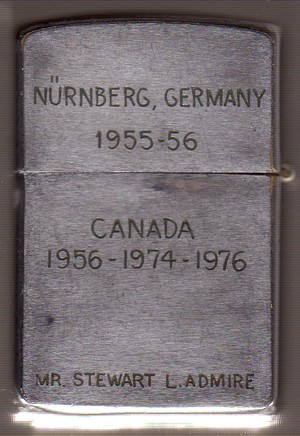 NÜRNBERG, GERMANY
1955-56
CANADA
1956-1974-1976
MR. STEWART L. ADMIRE